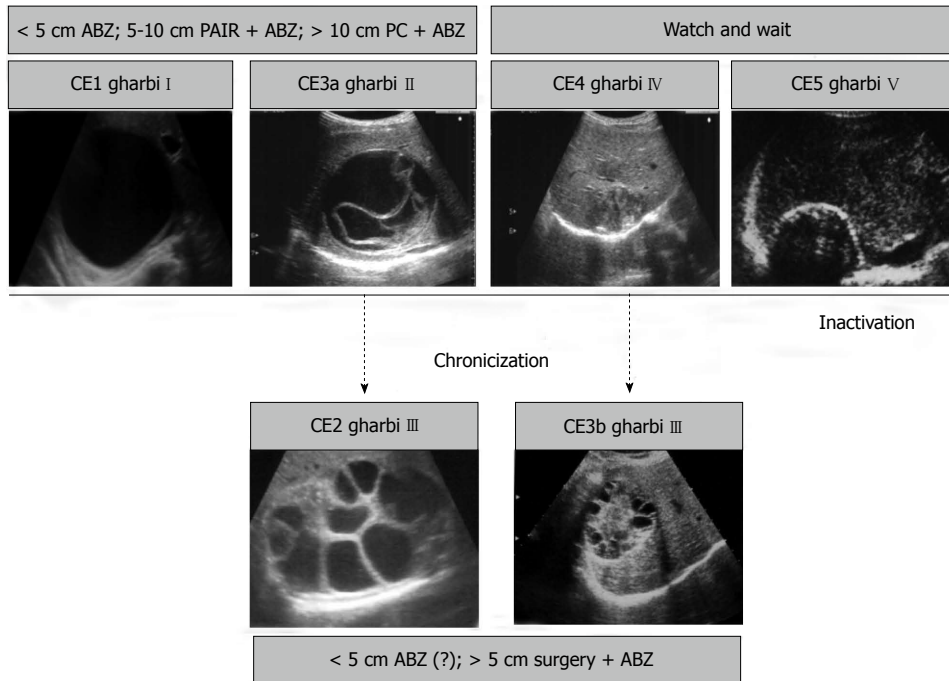 < 5 cm ABZ; 5-10 cm PAIR + ABZ; > 10 cm PC + ABZ
Watch and wait
CE1 gharbi Ⅰ
CE3a gharbi Ⅱ
CE4 gharbi Ⅳ
CE5 gharbi Ⅴ
Inactivation
Chronicization
CE2 gharbi Ⅲ
CE3b gharbi Ⅲ
< 5 cm ABZ (?); > 5 cm surgery + ABZ